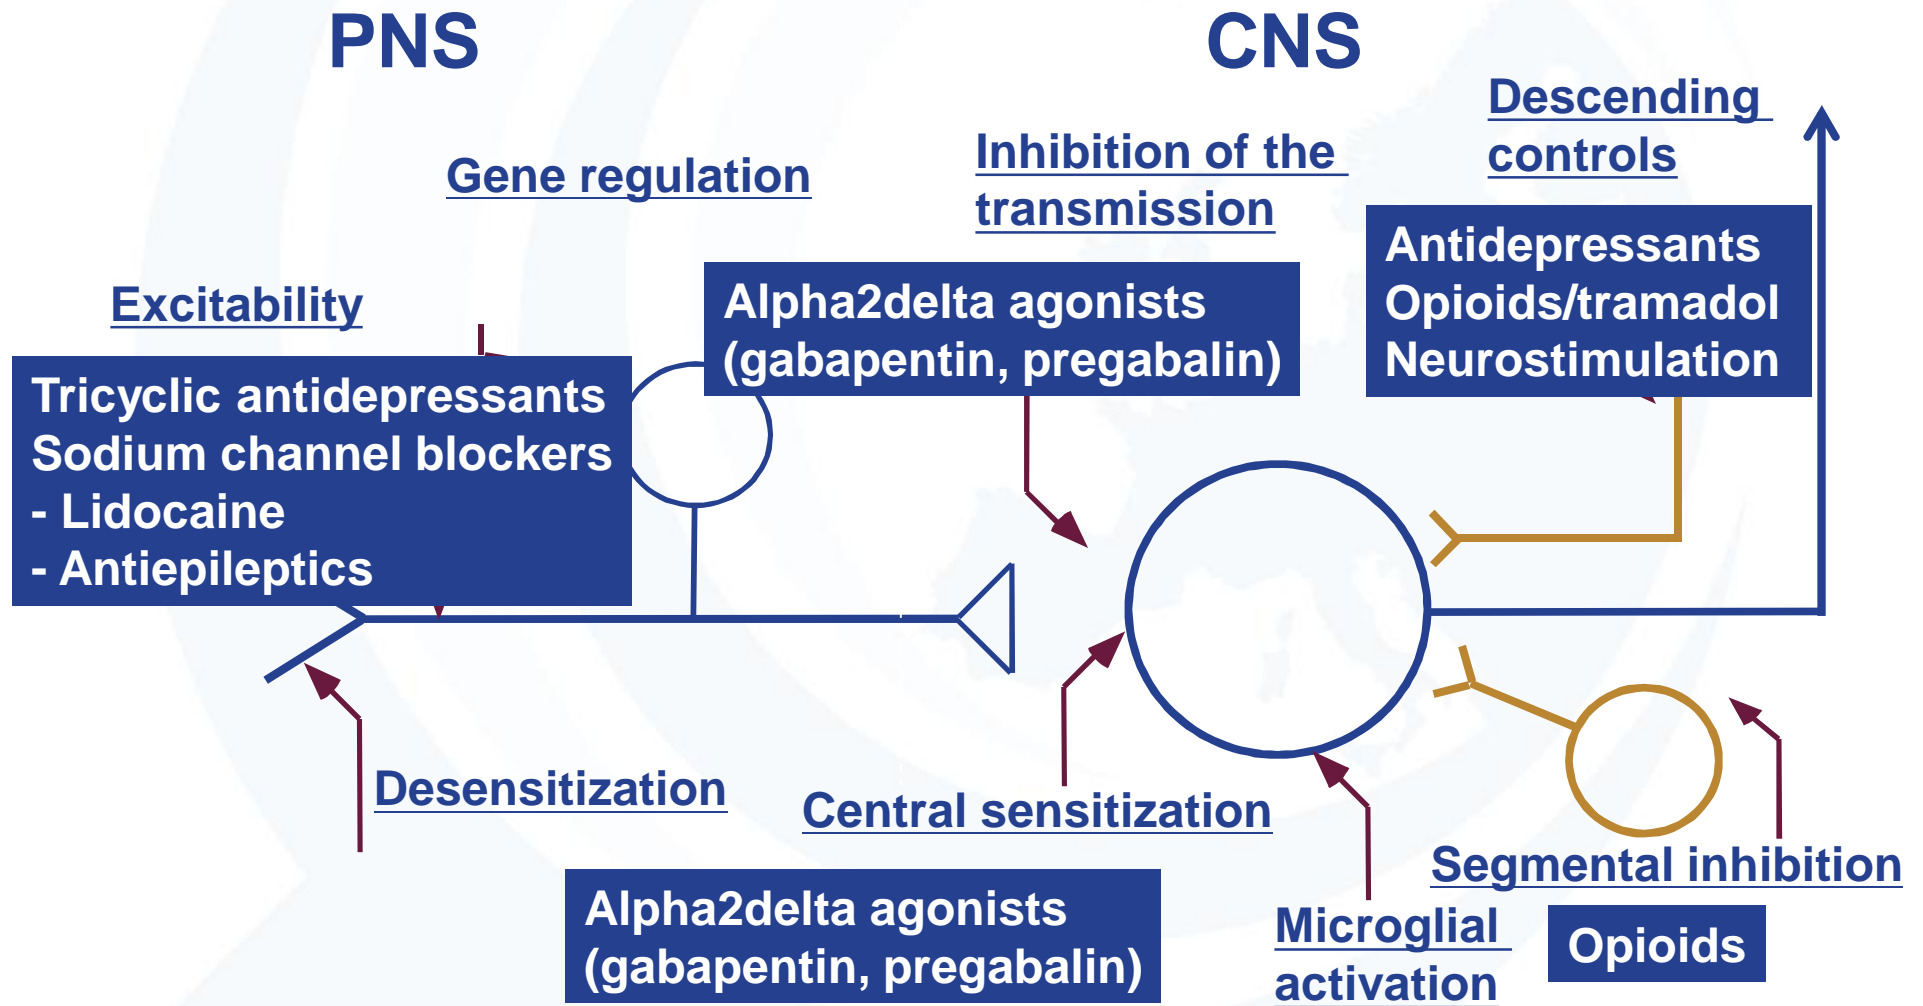 PNS
CNS
Descending
controls
Inhibition of the
transmission
Gene regulation
Antidepressants
Opioids/tramadol
Neurostimulation
Alpha2delta agonists
(gabapentin, pregabalin)
Excitability
Tricyclic antidepressants
Sodium channel blockers
- Lidocaine
- Antiepileptics
Desensitization
Central sensitization
Segmental inhibition
Alpha2delta agonists
(gabapentin, pregabalin)
Microglial
activation
Opioids